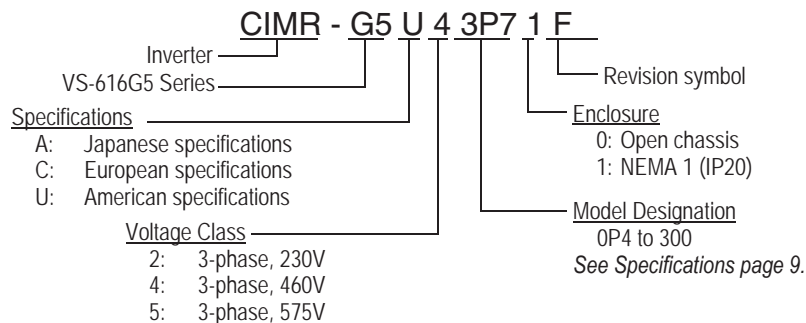 CIMR - G5 U 4 3P7 1 F
Inverter
VS-616G5 Series
Specifications
A: Japanese specifications
C: European specifications
U: American specifications
Voltage Class
2: 3-phase, 230V
4: 3-phase, 460V
5: 3-phase, 575V
Revision symbol
Enclosure
0: Open chassis
1: NEMA 1 (IP20)
Model Designation
0P4 to 300
See Specifications page 9.